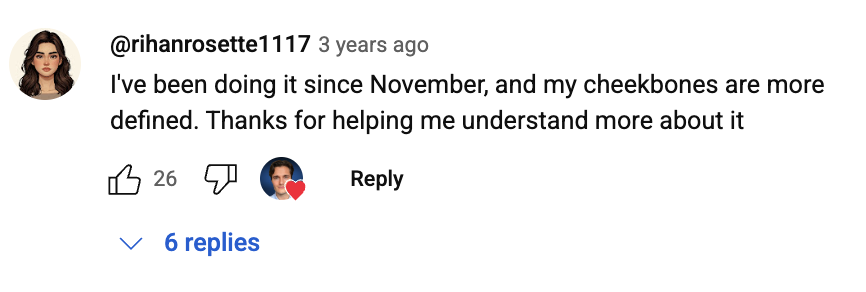 @rihanrosette1117 3 years ago
I've been doing it since November, and my cheekbones are more
defined. Thanks for helping me understand more about it
26 Reply
6 replies